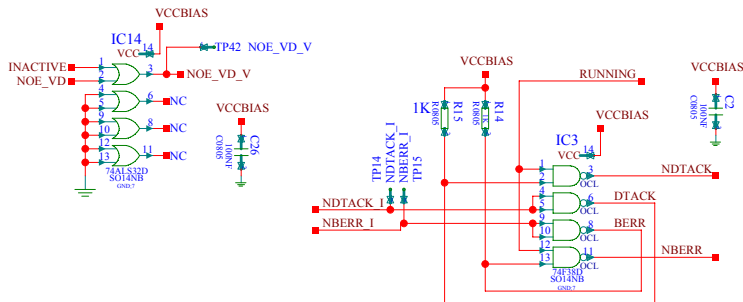 VCCBIAS
IC14
VCC
14
TP42 NOE_VD_V
INACTIVE
1
NOE_VD
2
3
NOE_VD_V
4
5
6
NC
9
10
8
NC
12
13
11
NC
74ALS32D
SO14NB
GND;7
VCCBIAS
C26
100NF
C0805
VCCBIAS
1K
R15
R0805
R14
1K
R0805
RUNNING
VCCBIAS
C2
100NF
C0805
VCCBIAS
IC3
VCC
14
TP14
NDTACK_I
NBERR_I
TP15
1
2
3
OCL
NDTACK
NDTACK_I
4
5
6
OCL
DTACK
NBERR_I
9
10
8
OCL
BERR
12
13
11
OCL
NBERR
74F38D
SO14NB
GND;7